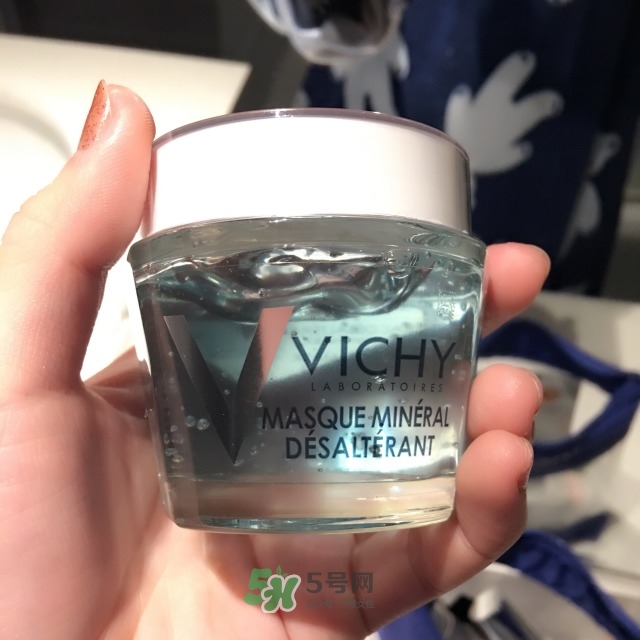 VICHY
LABORATOIRES
MASQUE MINÉRAL
DÉSALTÉRANT
5号网